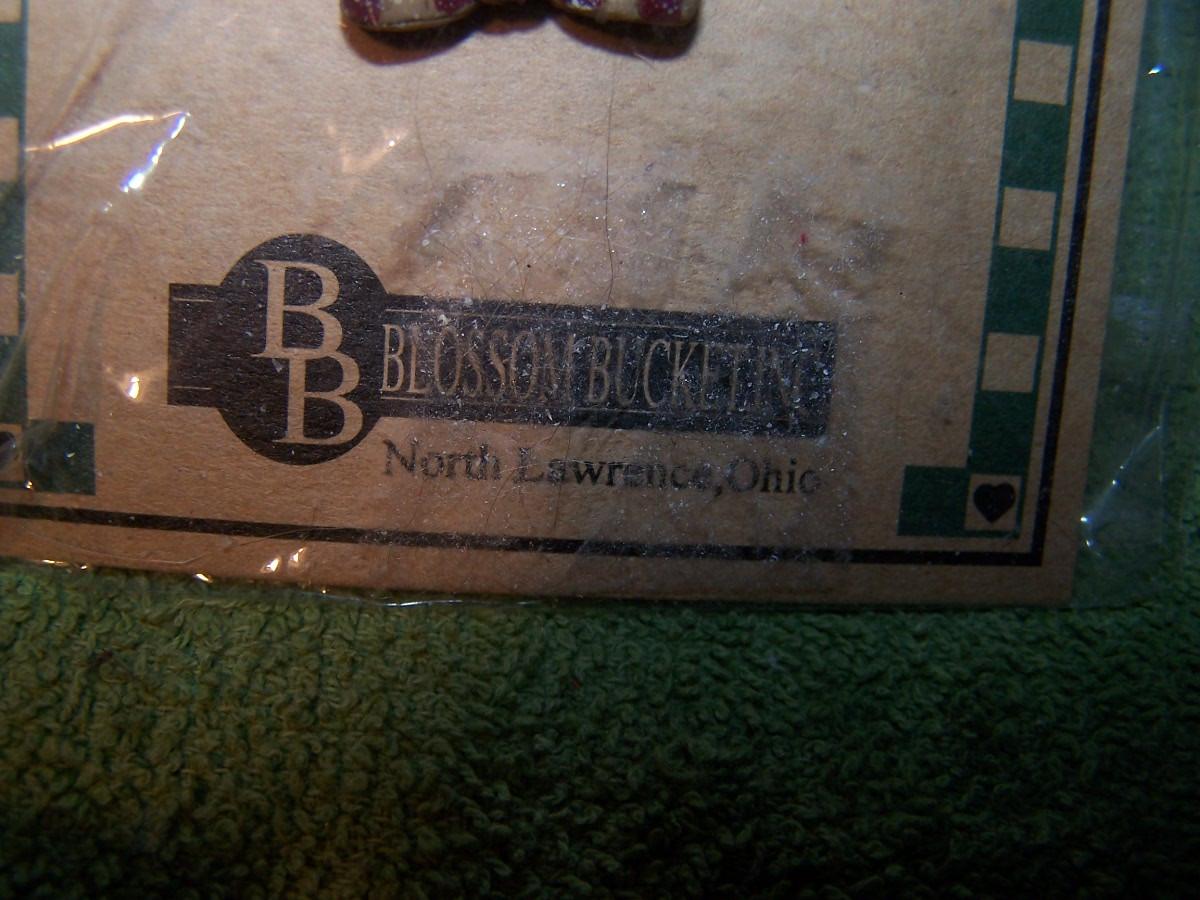 BB
BLOSSOM BUCKET, INC
North Lawrence, Ohio